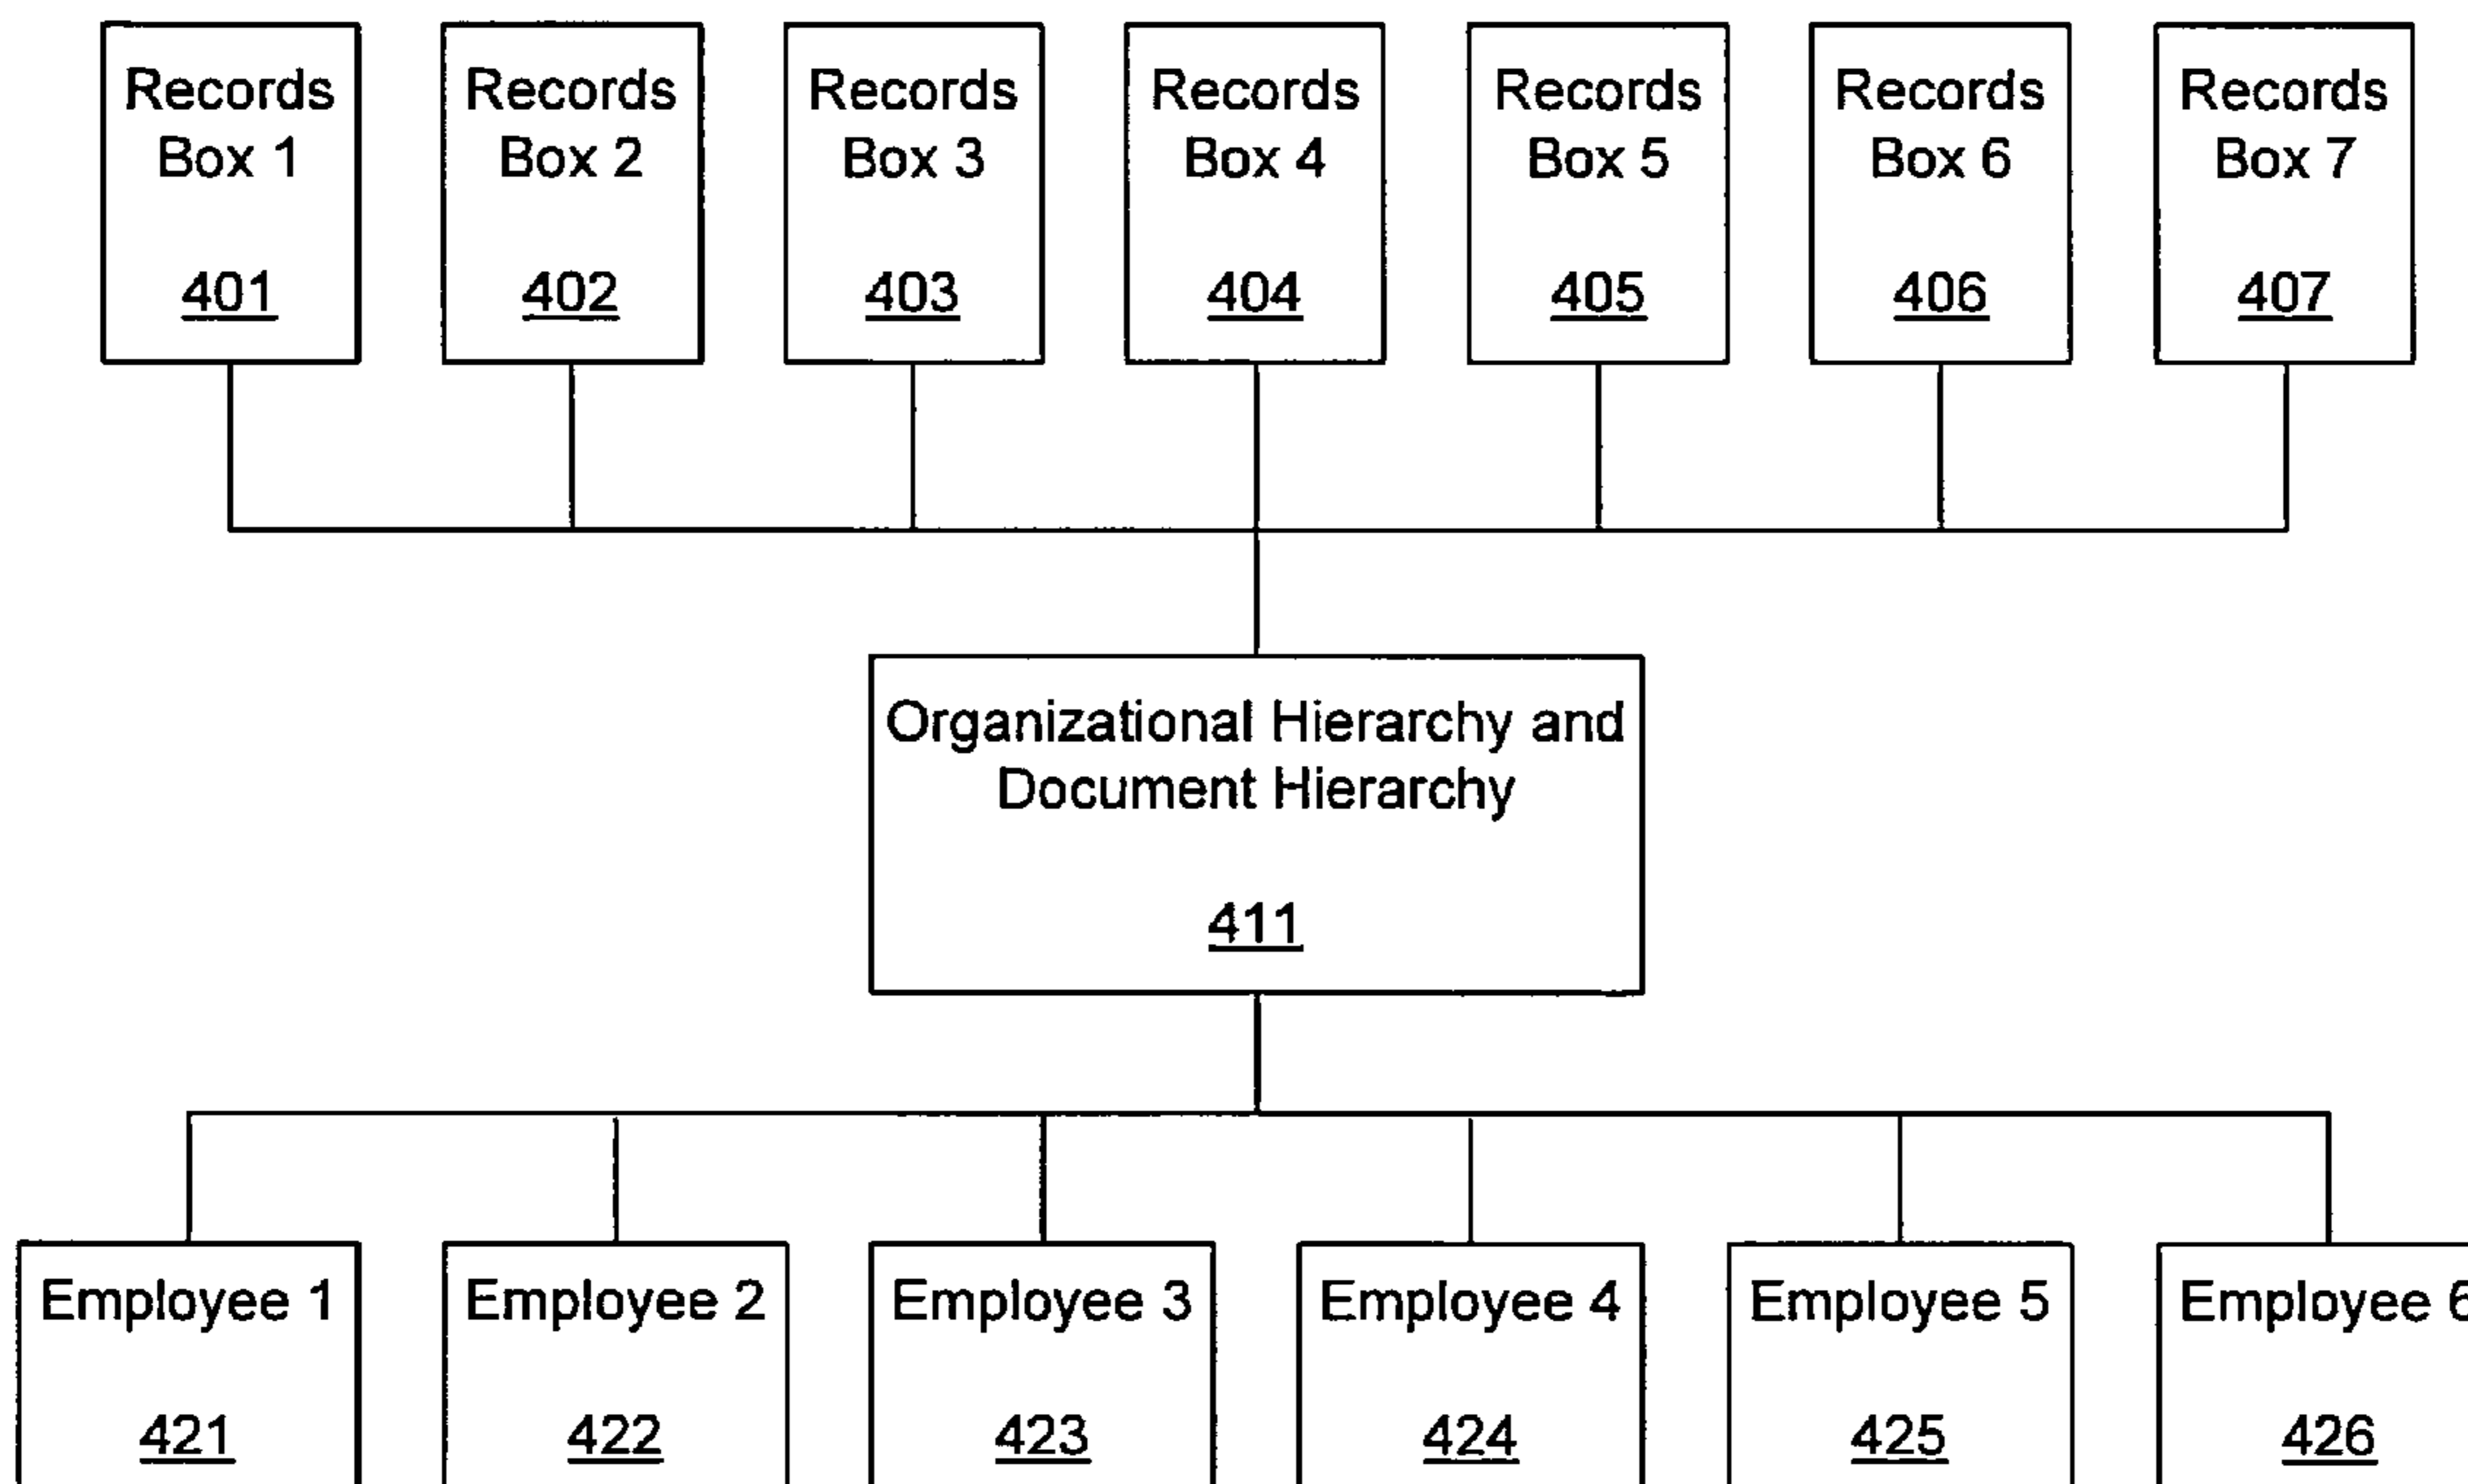 Records
Box 1
401
Records
Box 2
402
Records
Box 3
403
Records
Box 4
404
Records
Box 5
405
Records
Box 6
406
Records
Box 7
407
Organizational Hierarchy and
Document Hierarchy
411
Employee 1
421
Employee 2
422
Employee 3
423
Employee 4
424
Employee 5
425
Employee 6
426